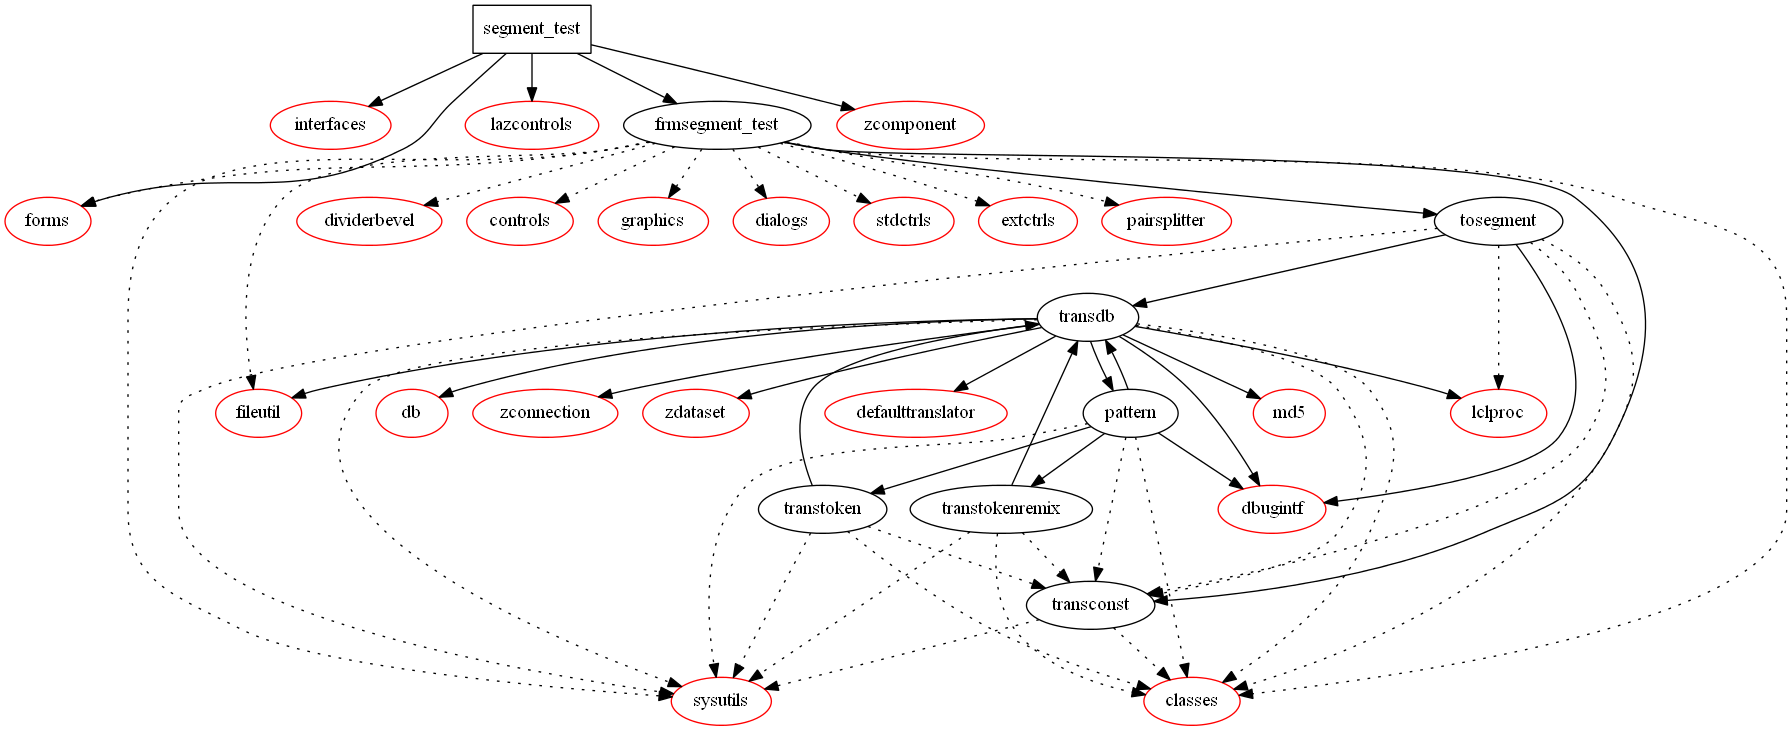 segment_test
interfaces
lazcontrols
frmsegment_test
zcomponent
forms
dividerbevel
controls
graphics
dialogs
stdctrls
extctrls
pairsplitter
tosegment
transdb
fileutil
db
zconnection
zdataset
defaulttranslator
pattern
md5
lclproc
transtoken
transtokenremix
dbugintf
transconst
sysutils
classes